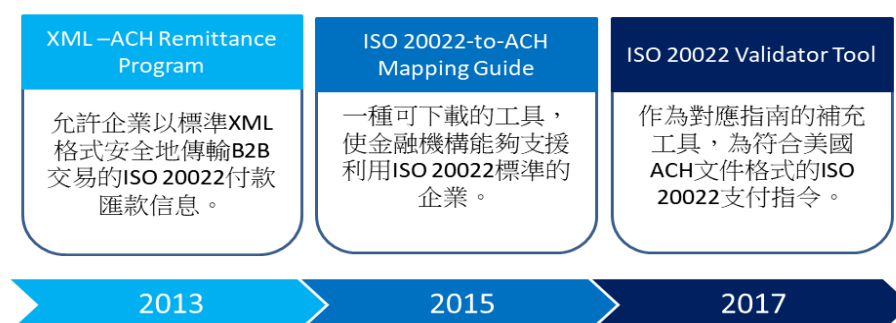 XML –ACH Remittance
Program
允許企業以標準XML
格式安全地傳輸B2B
交易的ISO 20022付款
匯款信息。
ISO 20022-to-ACH
Mapping Guide
一種可下載的工具，
使金融機構能夠支援
利用ISO 20022標準的
企業。
ISO 20022 Validator Tool
作為對應指南的補充
工具，為符合美國
ACH文件格式的ISO
20022支付指令。
2013
2015
2017